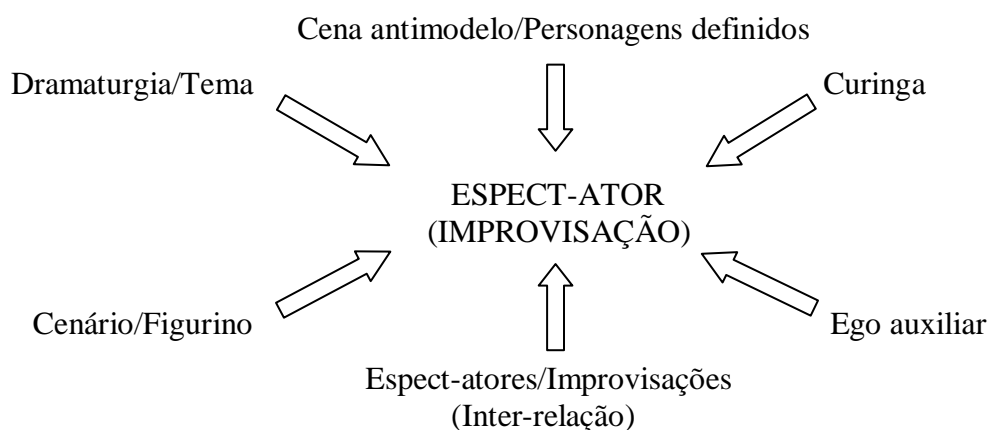 Cena antimodelo/Personagens definidos
Dramaturgia/Tema
Curinga
ESPECT-ATOR
(IMPROVISAÇÃO)
Cenário/Figurino
Ego auxiliar
Espect-atores/Improvisações
(Inter-relação)